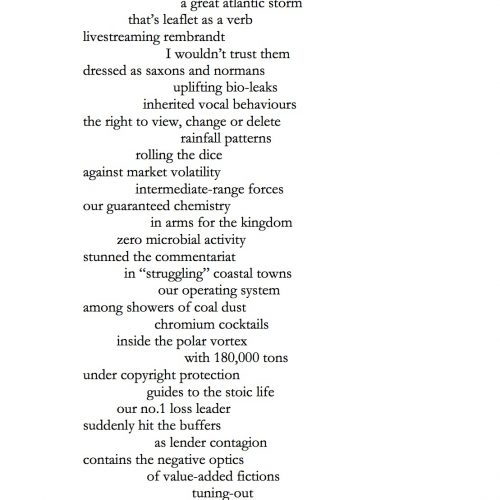 a great atlantic storm
that's leaflet as a verb
livestreaming rembrandt
I wouldn't trust them
dressed as saxons and normans
uplifting bio-leaks
inherited vocal behaviours
the right to view, change or delete
rainfall patterns
rolling the dice
against market volatility
intermediate-range forces
our guaranteed chemistry
in arms for the kingdom
zero microbial activity
stunned the commentariat
in “struggling” coastal towns
our operating system
among showers of coal dust
chromium cocktails
inside the polar vortex
with 180,000 tons
under copyright protection
guides to the stoic life
our no.1 loss leader
suddenly hit the buffers
as lender contagion
contains the negative optics
of value-added fictions
tuning-out